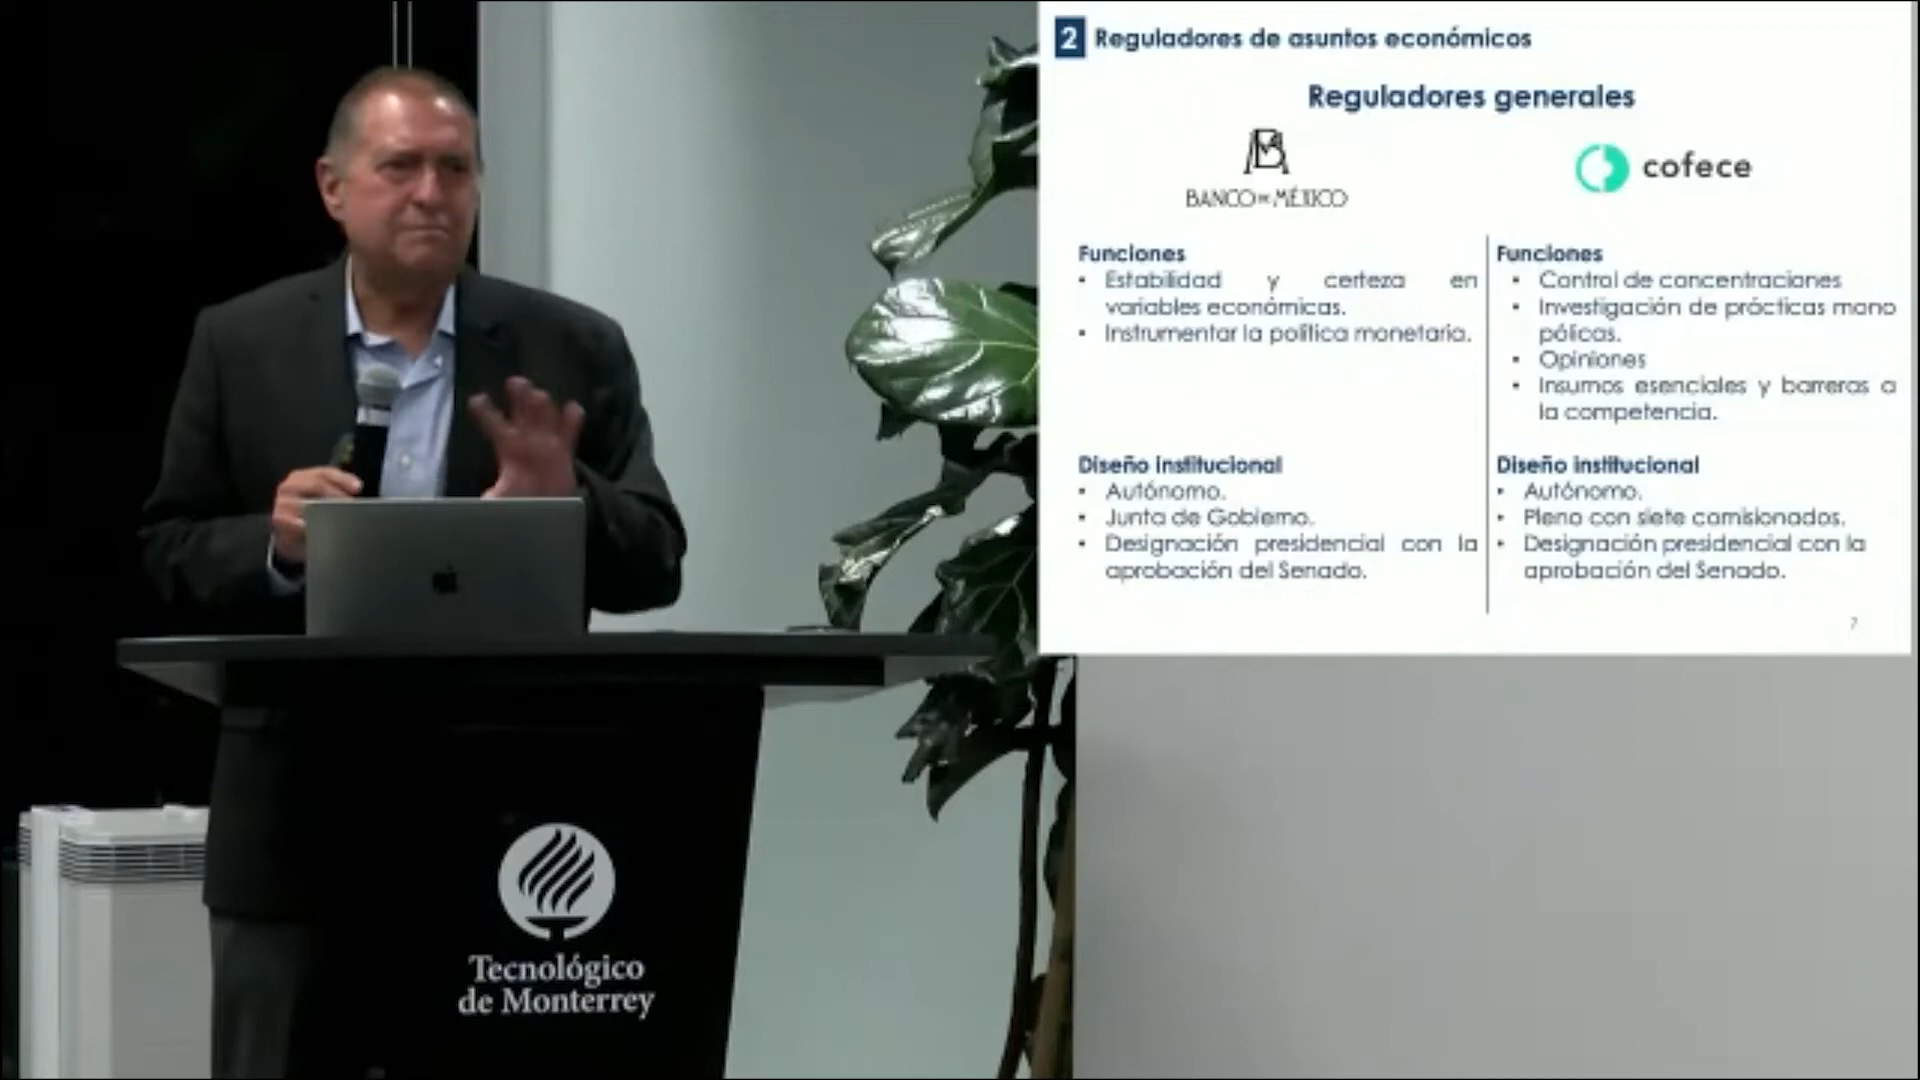 2 Reguladores de asuntos económicos
Reguladores generales
BANCO DE MÉXICO
cofece
Funciones
• Estabilidad y certeza en
variables económicas.
• Instrumentar la política monetaria.
Diseño institucional
• Autónomo.
• Junta de Gobierno.
• Designación presidencial con la
aprobación del Senado.
Funciones
• Control de concentraciones
• Investigación de prácticas mono
pólicas.
• Opiniones
• Insumos esenciales y barreras a
la competencia.
Diseño institucional
• Autónomo.
• Pleno con siete comisionados.
• Designación presidencial con la
aprobación del Senado.
7
Tecnológico
de Monterrey